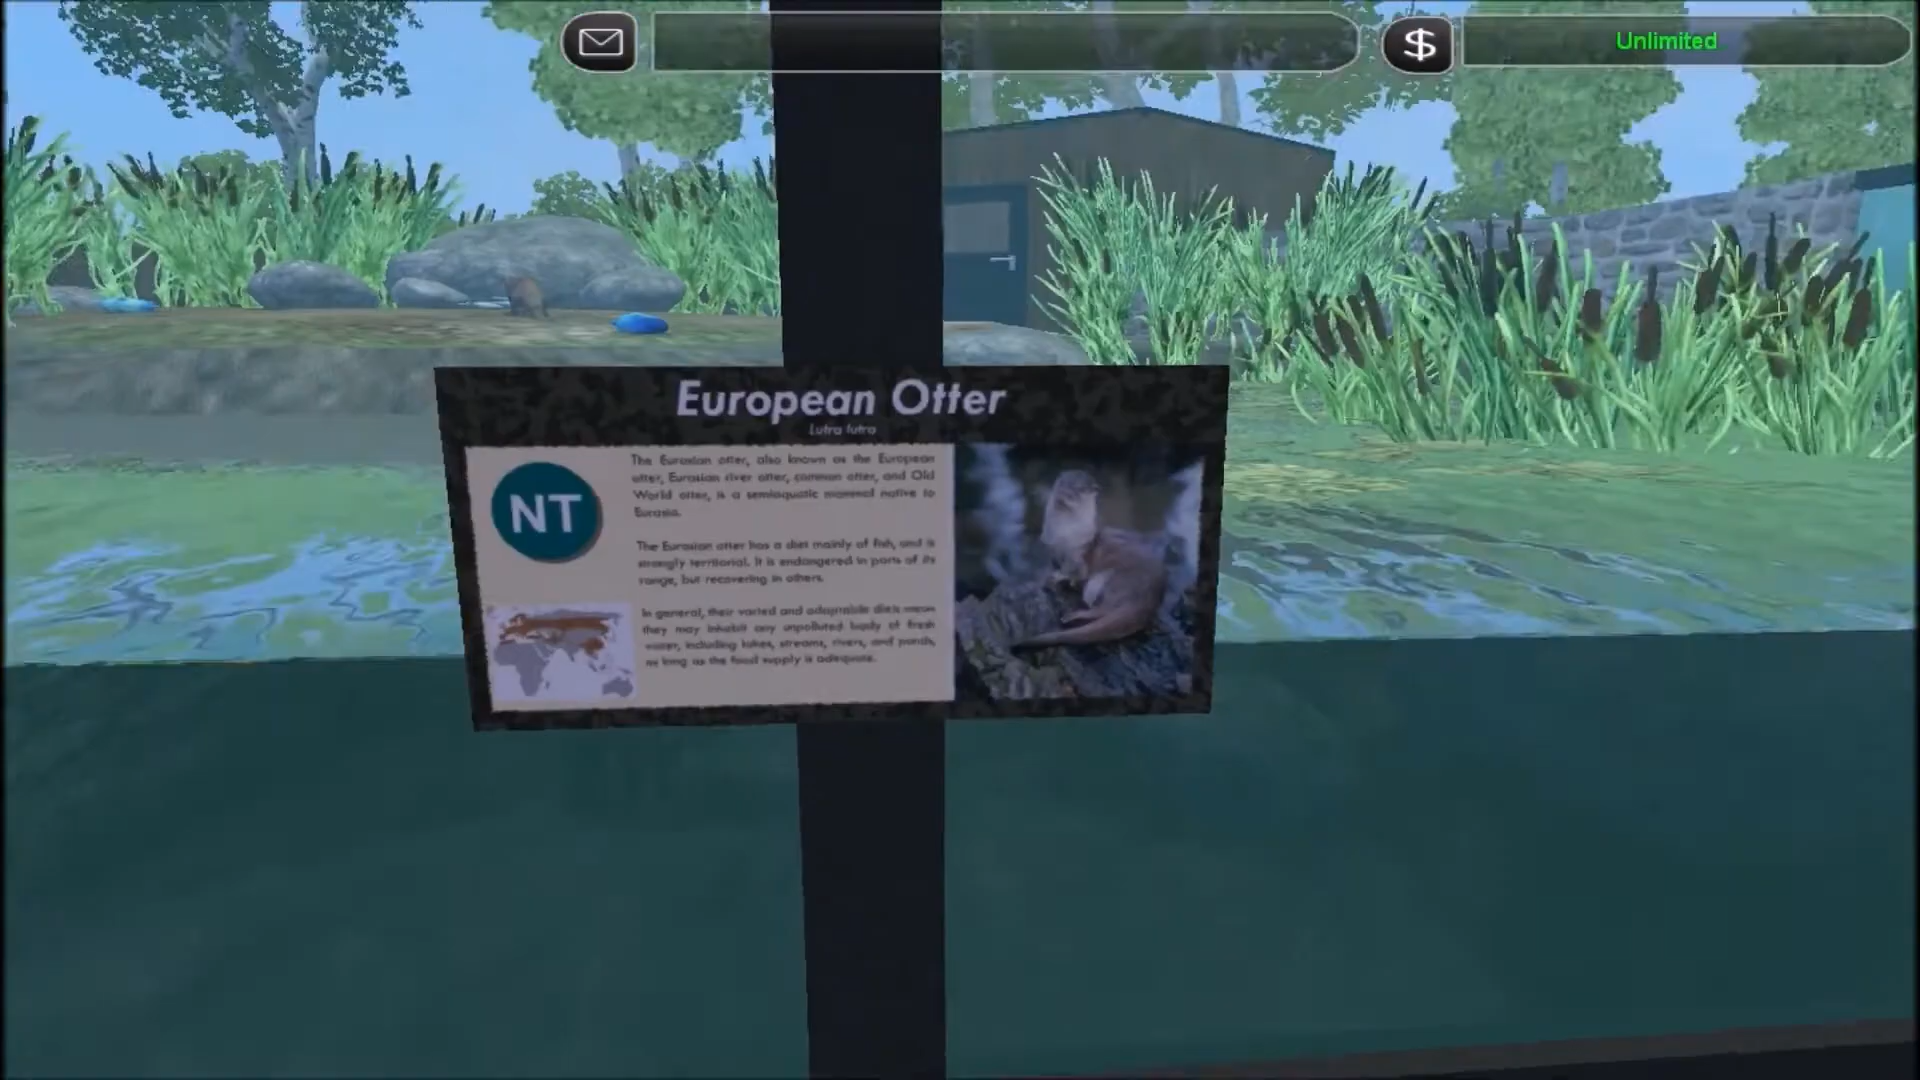 $
Unlimited
European Otter
Lutra lutra
NT
The Eurasian otter, also known as the European
otter, Eurasian river otter, common otter, and Old
World otter, is a semiaquatic mammal native to
Eurasia.
The Eurasian otter has a diet mainly of fish, and is
strongly territorial. It is endangered in parts of its
range, but recovering in others.
In general, their varied and adaptable diets mean
they may inhabit any unpolluted body of fresh
water, including lakes, streams, rivers, and ponds,
as long as the food supply is adequate.